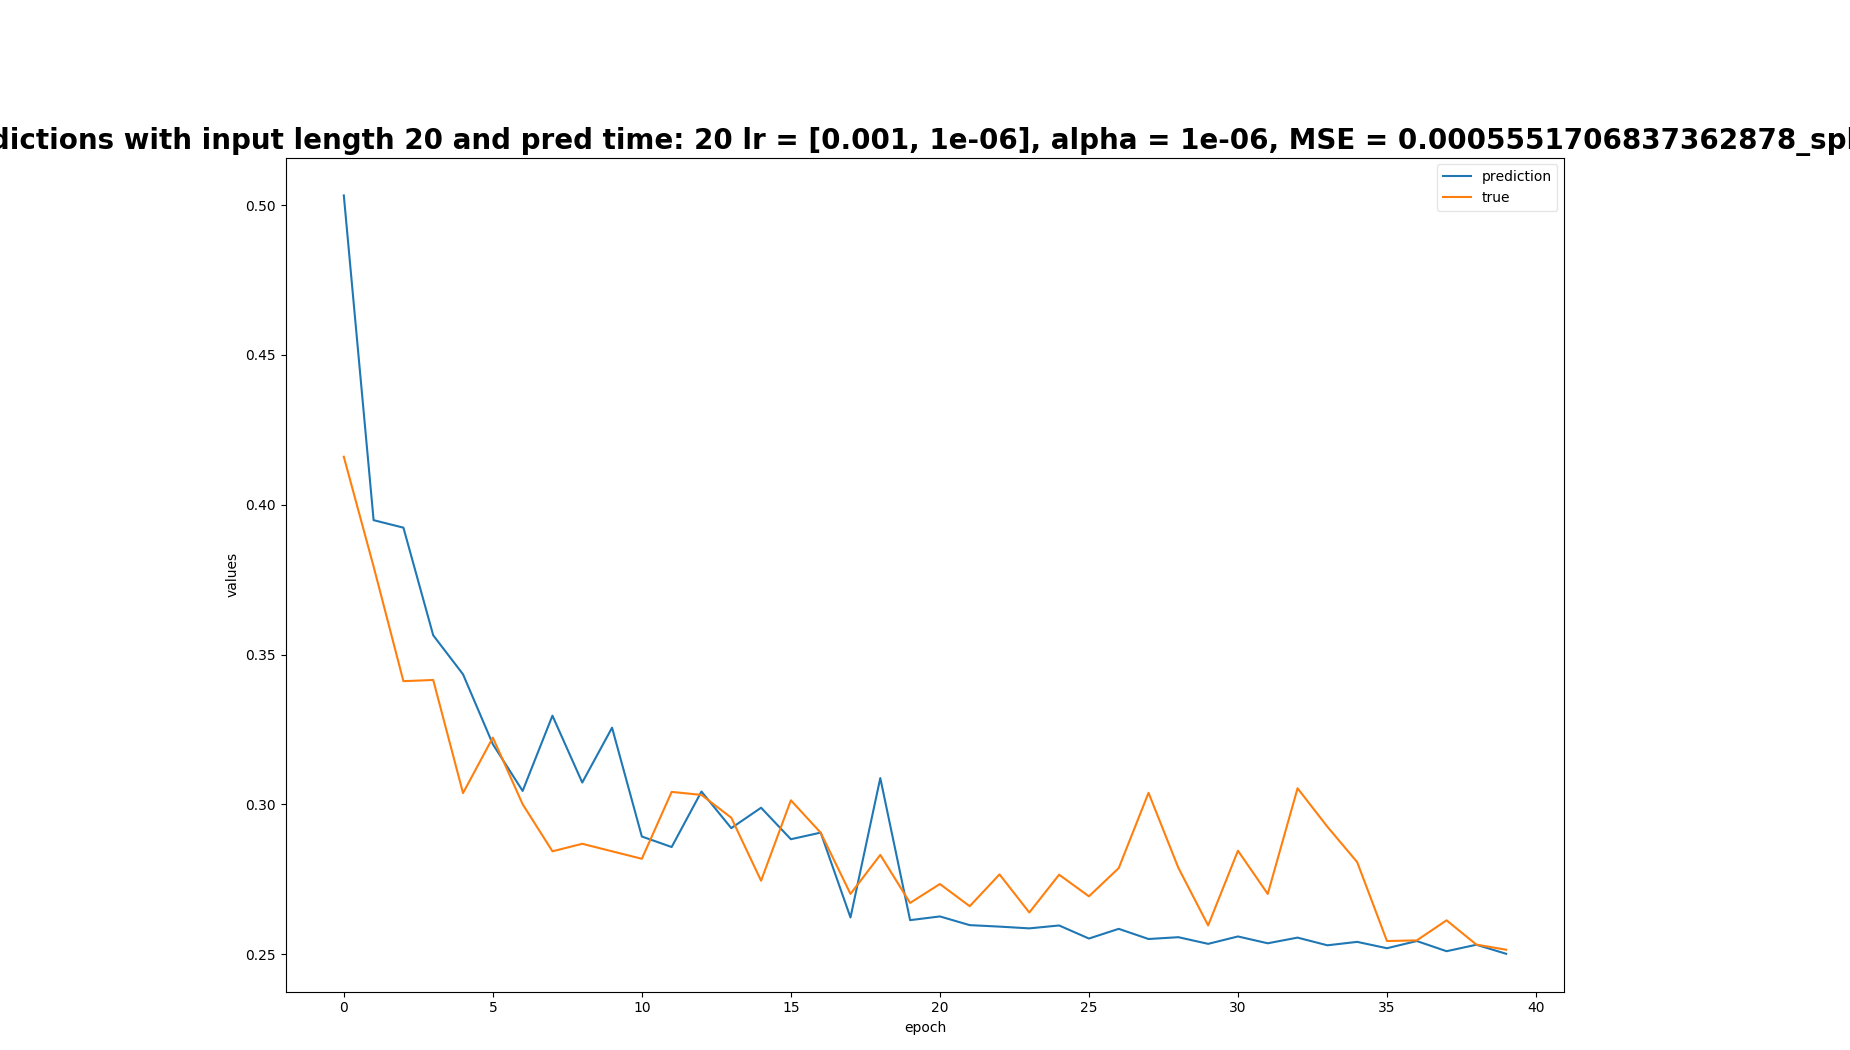 dictions with input length 20 and pred time: 20 lr = [0.001, 1e-06], alpha = 1e-06, MSE = 0.0005551706837362878_spl
prediction
true
0.50
0.45
0.40
0.35
0.30
0.25
values
0 5 10 15 20 25 30 35 40
epoch